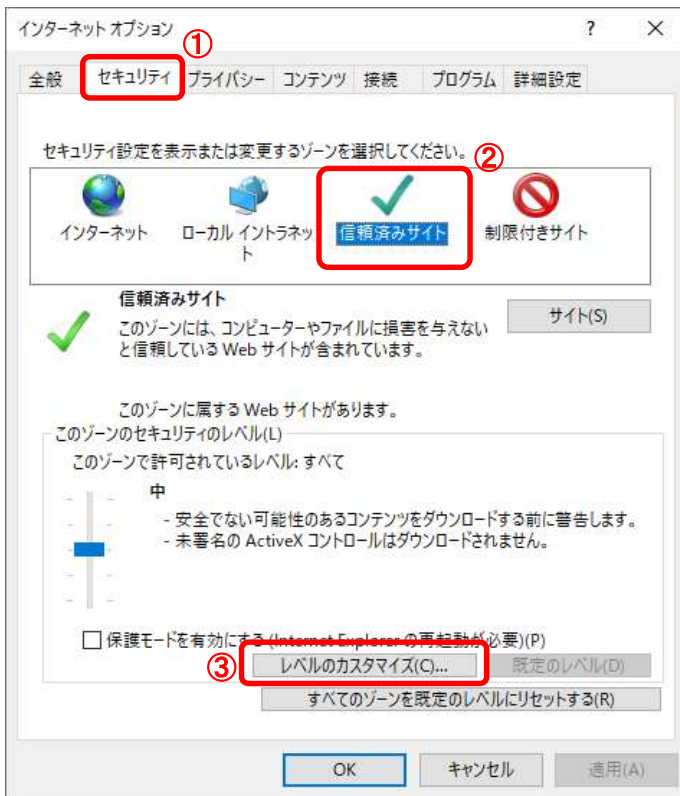 インターネット オプション ? ×
①
全般 セキュリティ プライバシー コンテンツ 接続 プログラム 詳細設定
セキュリティ設定を表示または変更するゾーンを選択してください。
②
インターネット
ローカル イントラネッ
ト
信頼済みサイト
制限付きサイト
信頼済みサイト
このゾーンには、コンピューターやファイルに損害を与えない
と信頼している Web サイトが含まれています。
サイト(S)
このゾーンに属する Web サイトがあります。
このゾーンのセキュリティのレベル(L)
このゾーンで許可されているレベル: すべて
中
- 安全でない可能性のあるコンテンツをダウンロードする前に警告します。
- 未署名の ActiveX コントロールはダウンロードされません。
保護モードを有効にする (Internet Explorer の再起動が必要)(P)
③
レベルのカスタマイズ(C)... 既定のレベル(D)
すべてのゾーンを既定のレベルにリセットする(R)
OK キャンセル 適用(A)